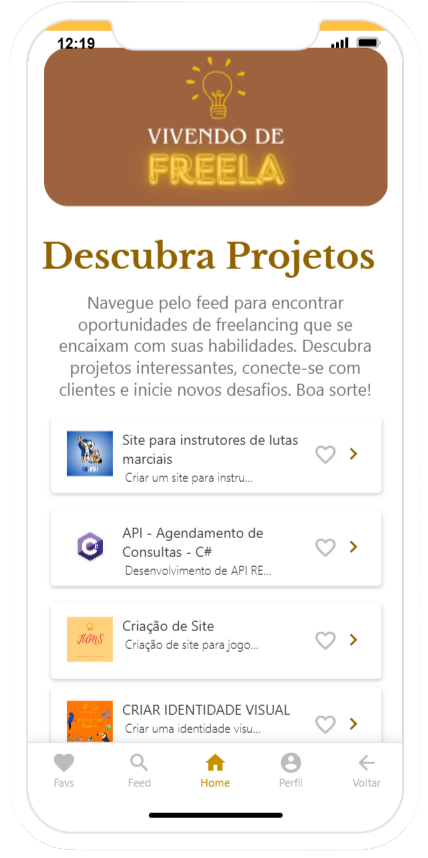 12:19
VIVENDO DE
FREELA
Descubra Projetos
Navegue pelo feed para encontrar
oportunidades de freelancing que se
encaixam com suas habilidades. Descubra
projetos interessantes, conecte-se com
clientes e inicie novos desafios. Boa sorte!
Site para instrutores de lutas
marciais
Criar um site para instru...
API - Agendamento de
Consultas - C#
Desenvolvimento de API RE...
Criação de Site
Criação de site para jogo...
CRIAR IDENTIDADE VISUAL
Criar uma identidade visu...
Favs
Feed
Home
Perfil
Voltar